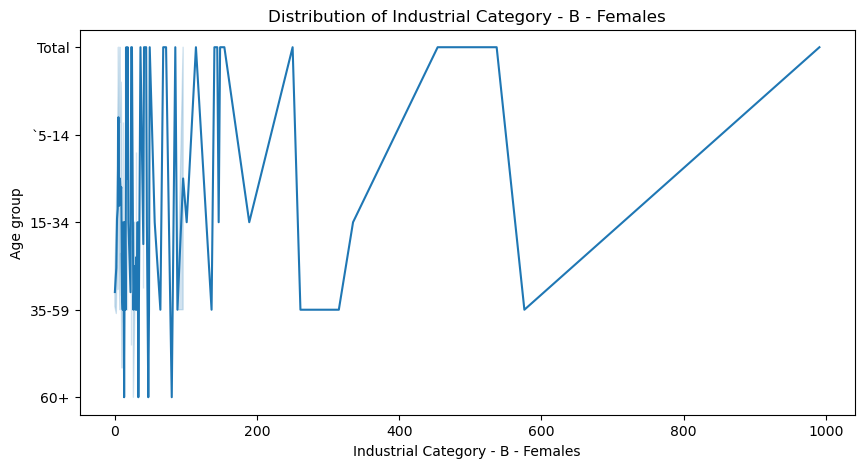 Distribution of Industrial Category - B - Females
Age group
Total
`5-14
15-34
35-59
60+
0 200 400 600 800 1000
Industrial Category - B - Females